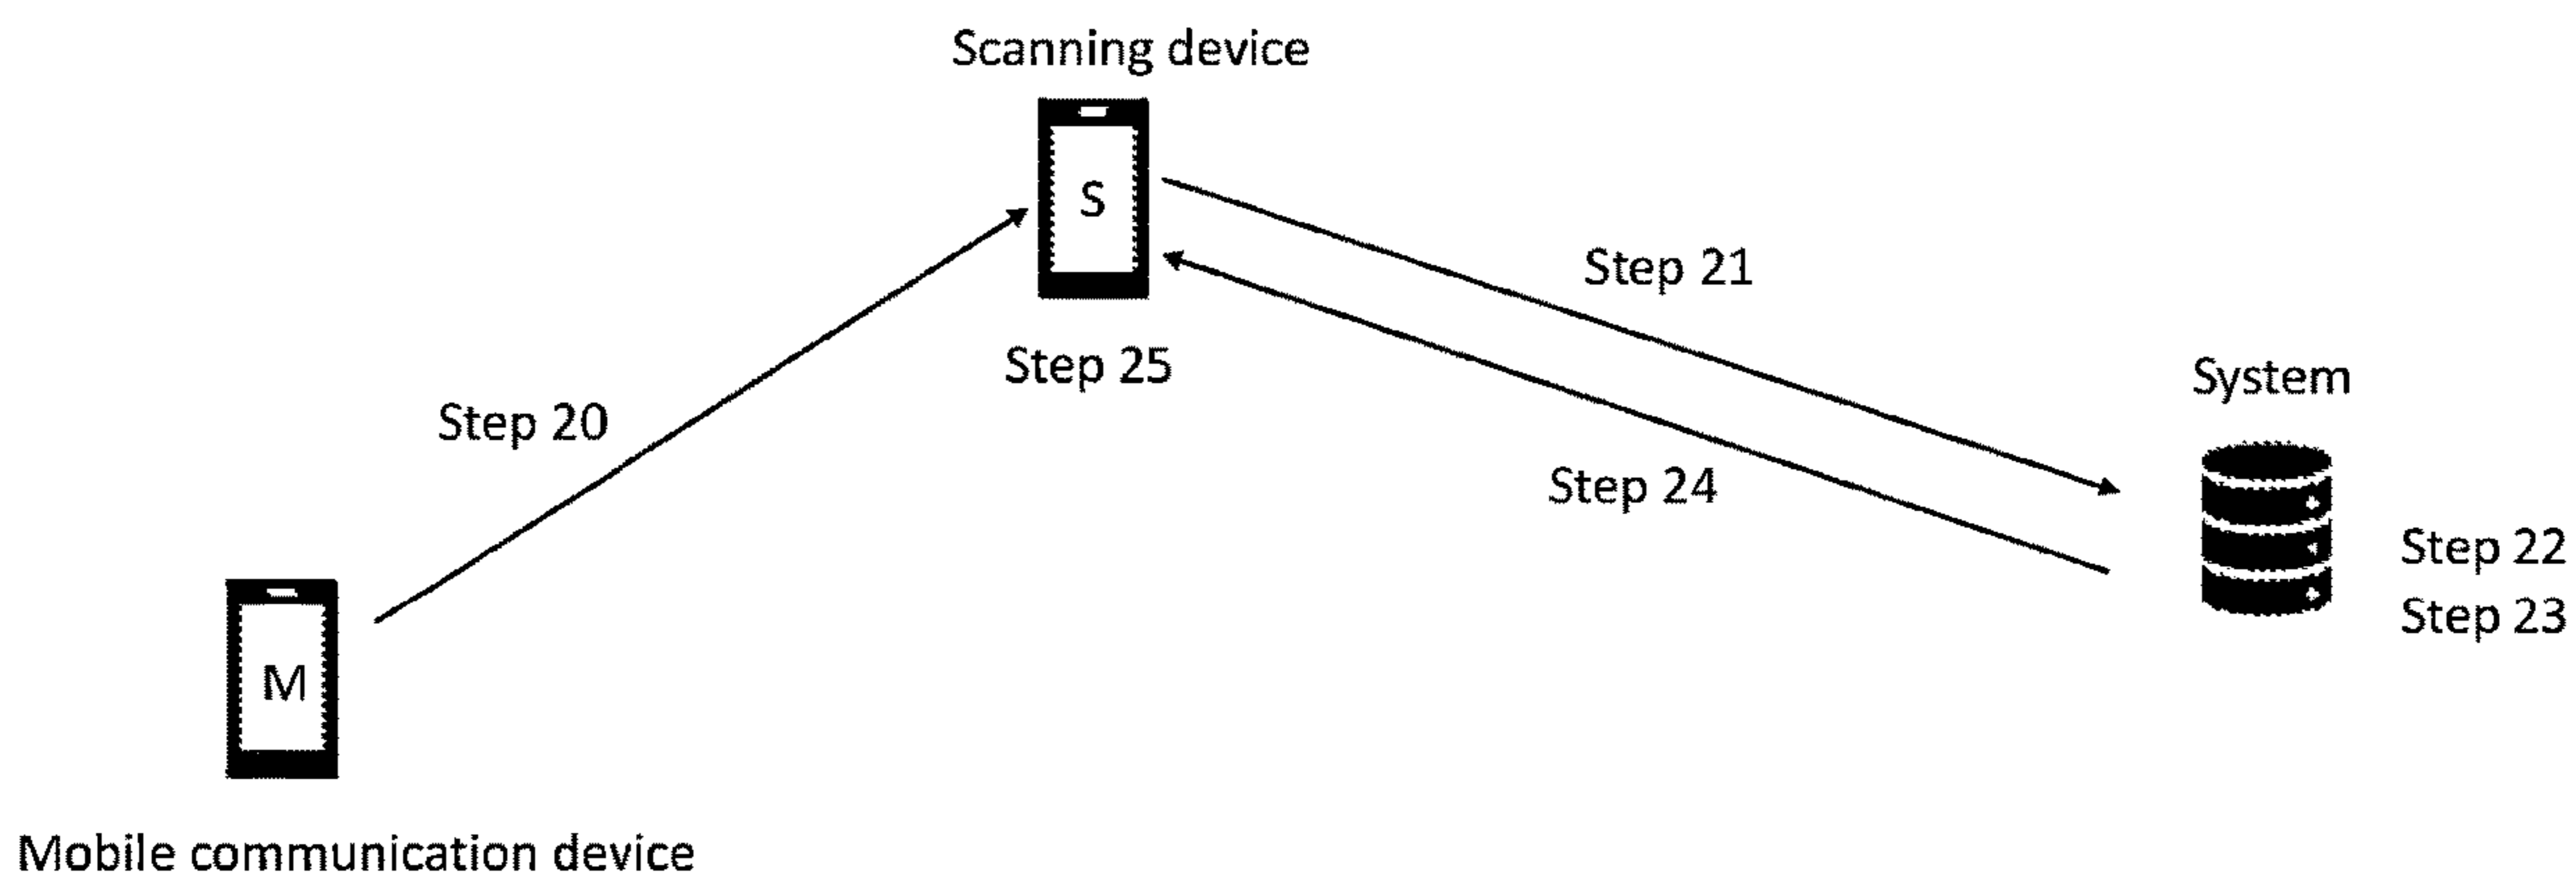 Scanning device
S
Step 21
Step 25
System
Step 20
Step 24
Step 22
Step 23
M
Mobile communication device